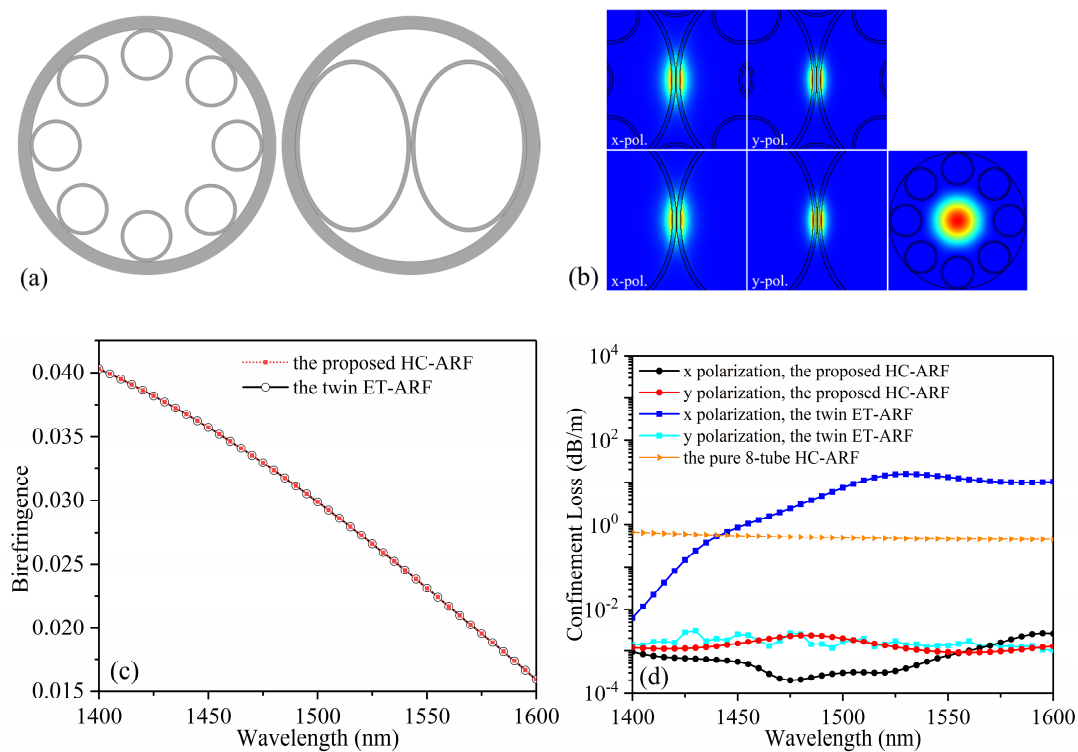 (a)
(b)
x-pol.
y-pol.
x-pol.
y-pol.
the proposed HC-ARF
the twin ET-ARF
0.040
0.035
0.030
0.025
0.020
0.015
Birefringence
(c)
1400
1450
1500
1550
1600
Wavelength (nm)
x polarization, the proposed HC-ARF
y polarization, the proposed HC-ARF
x polarization, the twin ET-ARF
y polarization, the twin ET-ARF
the pure 8-tube HC-ARF
10^4
10^2
10^0
10^-2
10^-4
Confinement Loss (dB/m)
(d)
1400
1450
1500
1550
1600
Wavelength (nm)